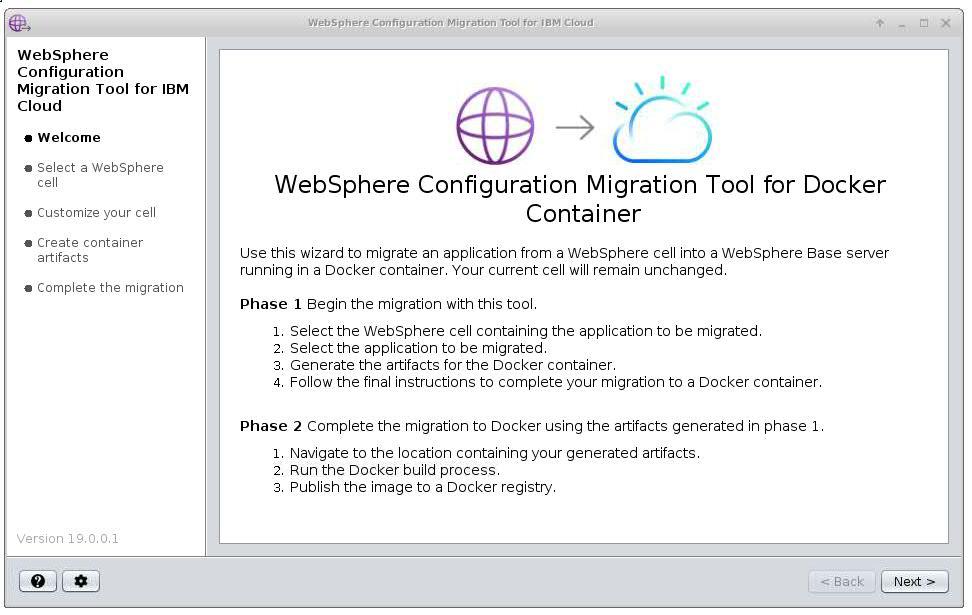 WebSphere Configuration Migration Tool for IBM Cloud
WebSphere
Configuration
Migration Tool for IBM
Cloud
Welcome
Select a WebSphere
cell
Customize your cell
Create container
artifacts
Complete the migration
Version 19.0.0.1
WebSphere Configuration Migration Tool for Docker
Container
Use this wizard to migrate an application from a WebSphere cell into a WebSphere Base server
running in a Docker container. Your current cell will remain unchanged.
Phase 1 Begin the migration with this tool.
1. Select the WebSphere cell containing the application to be migrated.
2. Select the application to be migrated.
3. Generate the artifacts for the Docker container.
4. Follow the final instructions to complete your migration to a Docker container.
Phase 2 Complete the migration to Docker using the artifacts generated in phase 1.
1. Navigate to the location containing your generated artifacts.
2. Run the Docker build process.
3. Publish the image to a Docker registry.
?
< Back
Next >